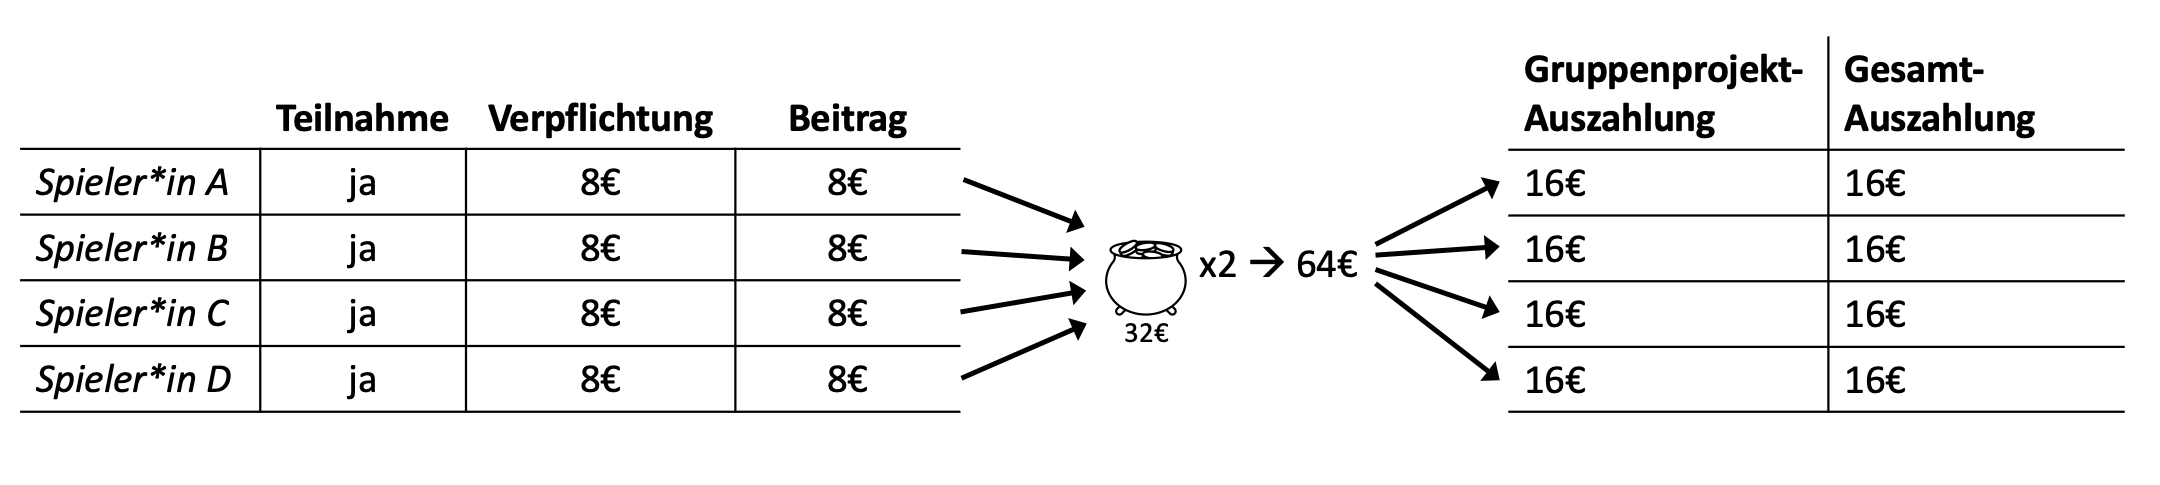 Gruppenprojekt- Gesamt-
Teilnahme Verpflichtung Beitrag Auszahlung Auszahlung
Spieler*in A ja 8€ 8€ 16€ 16€
Spieler*in B ja 8€ 8€ x2 → 64€ 16€ 16€
Spieler*in C ja 8€ 8€ 32€ 16€ 16€
Spieler*in D ja 8€ 8€ 16€ 16€